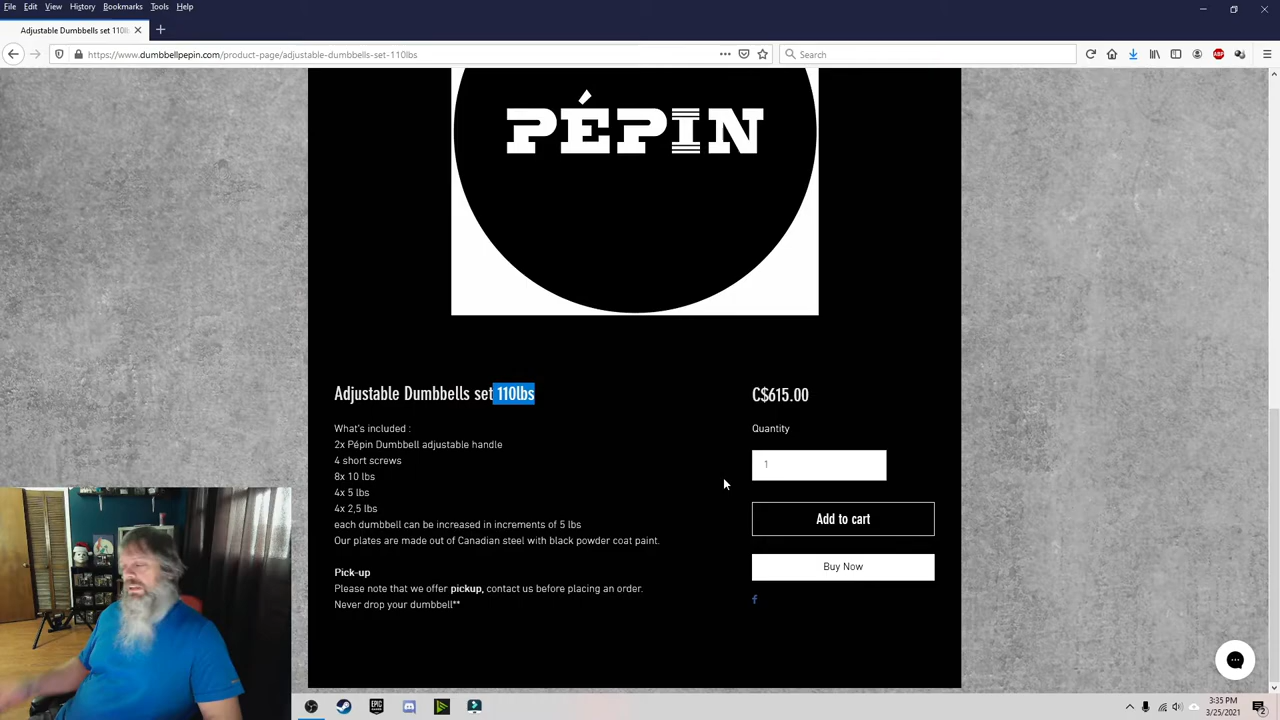 File Edit View History Bookmarks Tools Help
Adjustable Dumbbells set 110lb
https://www.dumbbellpepin.com/product-page/adjustable-dumbbells-set-110lbs
Search
ABP
PÉPIN
Adjustable Dumbbells set 110lbs
C$615.00
What's included :
2x Pépin Dumbbell adjustable handle
4 short screws
8x 10 lbs
4x 5 lbs
4x 2,5 lbs
each dumbbell can be increased in increments of 5 lbs
Our plates are made out of Canadian steel with black powder coat paint.
Quantity
1
Add to cart
Buy Now
Pick-up
Please note that we offer pickup, contact us before placing an order.
Never drop your dumbbell**
EPIC
3:35 PM
3/25/2021
2